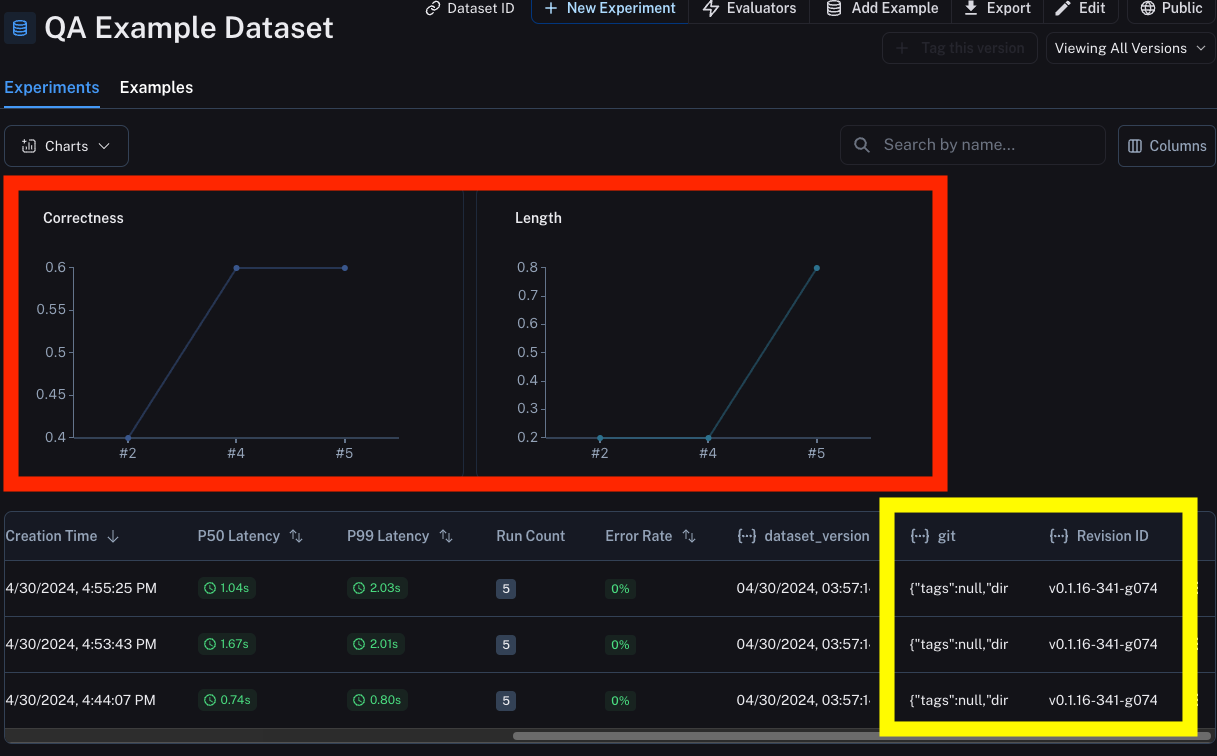 Dataset ID
+ New Experiment
Evaluators
Add Example
Export
Edit
Public
QA Example Dataset
+ Tag this version
Viewing All Versions
Experiments
Examples
Charts
Search by name...
Columns
Correctness
0.6
0.55
0.5
0.45
0.4
#2 #4 #5
Length
0.8
0.7
0.6
0.5
0.4
0.3
0.2
#2 #4 #5
Creation Time P50 Latency P99 Latency Run Count Error Rate {···} dataset_version {···} git {···} Revision ID
4/30/2024, 4:55:25 PM 1.04s 2.03s 5 0% 04/30/2024, 03:57:1 {"tags":null,"dir v0.1.16-341-g074
4/30/2024, 4:53:43 PM 1.67s 2.01s 5 0% 04/30/2024, 03:57:1 {"tags":null,"dir v0.1.16-341-g074
4/30/2024, 4:44:07 PM 0.74s 0.80s 5 0% 04/30/2024, 03:57:1 {"tags":null,"dir v0.1.16-341-g074